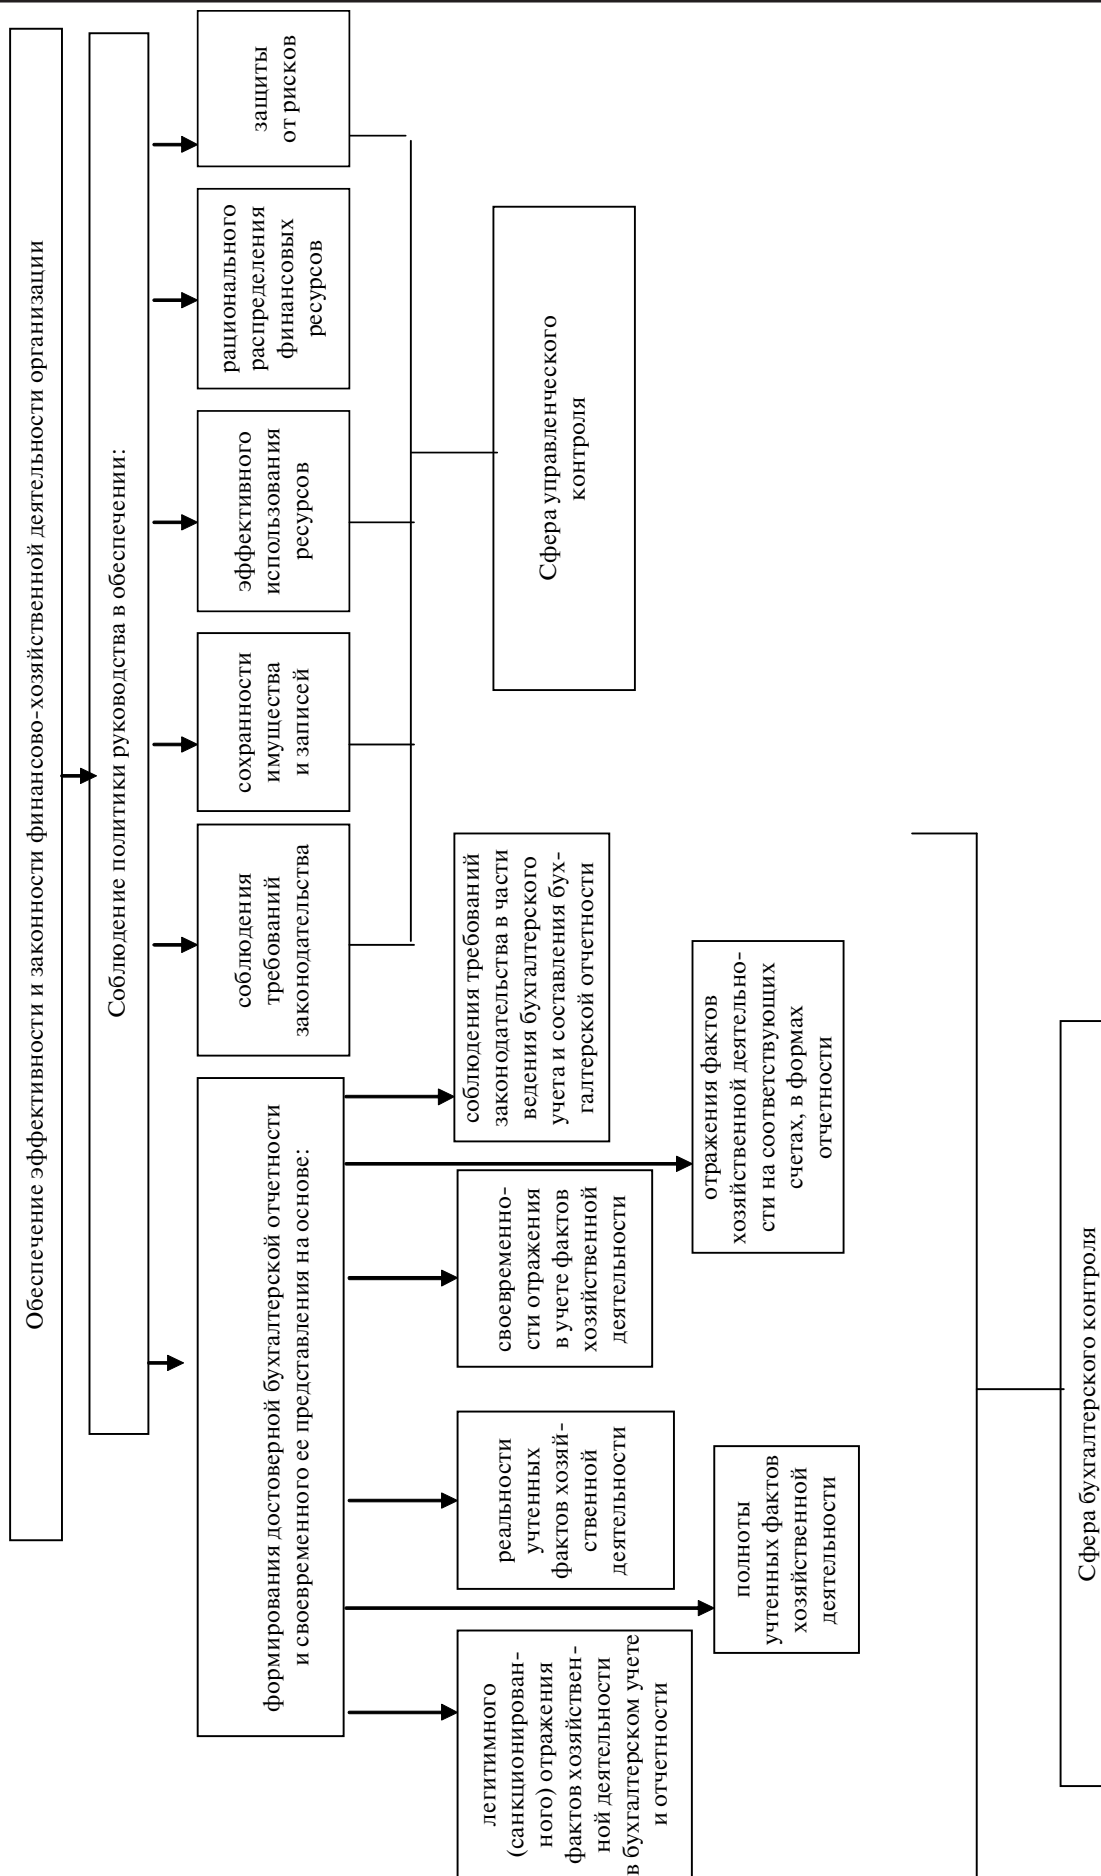 Обеспечение эффективности и законности финансово-хозяйственной деятельности организации
Соблюдение политики руководства в обеспечении:
формирования достоверной бухгалтерской отчетности
и своевременного ее представления на основе:
соблюдения
требований
законодательства
сохранности
имущества
и записей
эффективного
использования
ресурсов
рационального
распределения
финансовых
ресурсов
защиты
от рисков
легитимного
(санкционирован-
ного) отражения
фактов хозяйствен-
ной деятельности
в бухгалтерском учете
и отчетности
реальности
учтенных
фактов хозяй-
ственной
деятельности
своевременно-
сти отражения
в учете фактов
хозяйственной
деятельности
соблюдения требований
законодательства в части
ведения бухгалтерского
учета и составления бух-
галтерской отчетности
полноты
учтенных фактов
хозяйственной
деятельности
отражения фактов
хозяйственной деятельно-
сти на соответствующих
счетах, в формах
отчетности
Сфера управленческого
контроля
Сфера бухгалтерского контроля